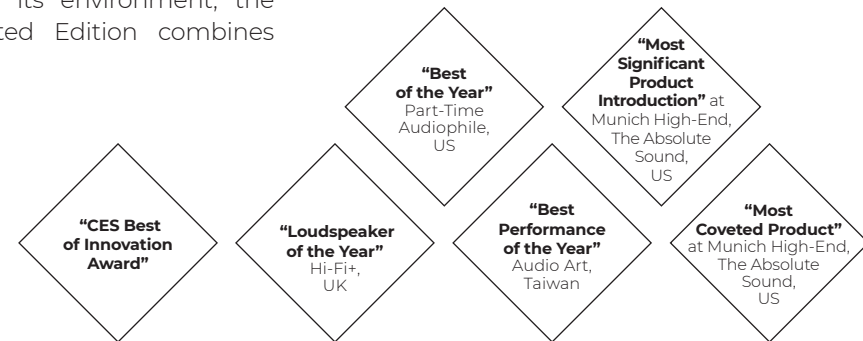 its environment, the
ted Edition combines
“Best
of the Year”
Part-Time
Audiophile,
US
“Most
Significant
Product
Introduction” at
Munich High-End,
The Absolute
Sound,
US
“CES Best
of Innovation
Award”
“Loudspeaker
of the Year”
Hi-Fi+,
UK
“Best
Performance
of the Year”
Audio Art,
Taiwan
“Most
Coveted Product”
at Munich High-End,
The Absolute
Sound,
US